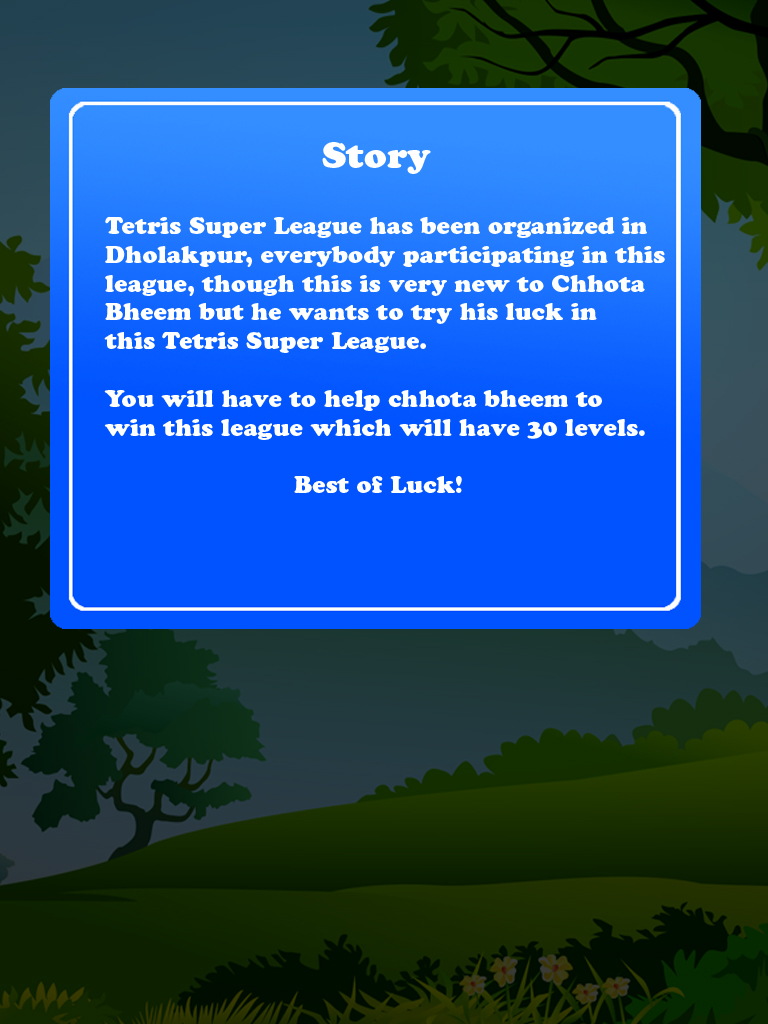 Story
Tetris Super League has been organized in
Dholakpur, everybody participating in this
league, though this is very new to Chhota
Bheem but he wants to try his luck in
this Tetris Super League.
You will have to help chhota bheem to
win this league which will have 30 levels.
Best of Luck!